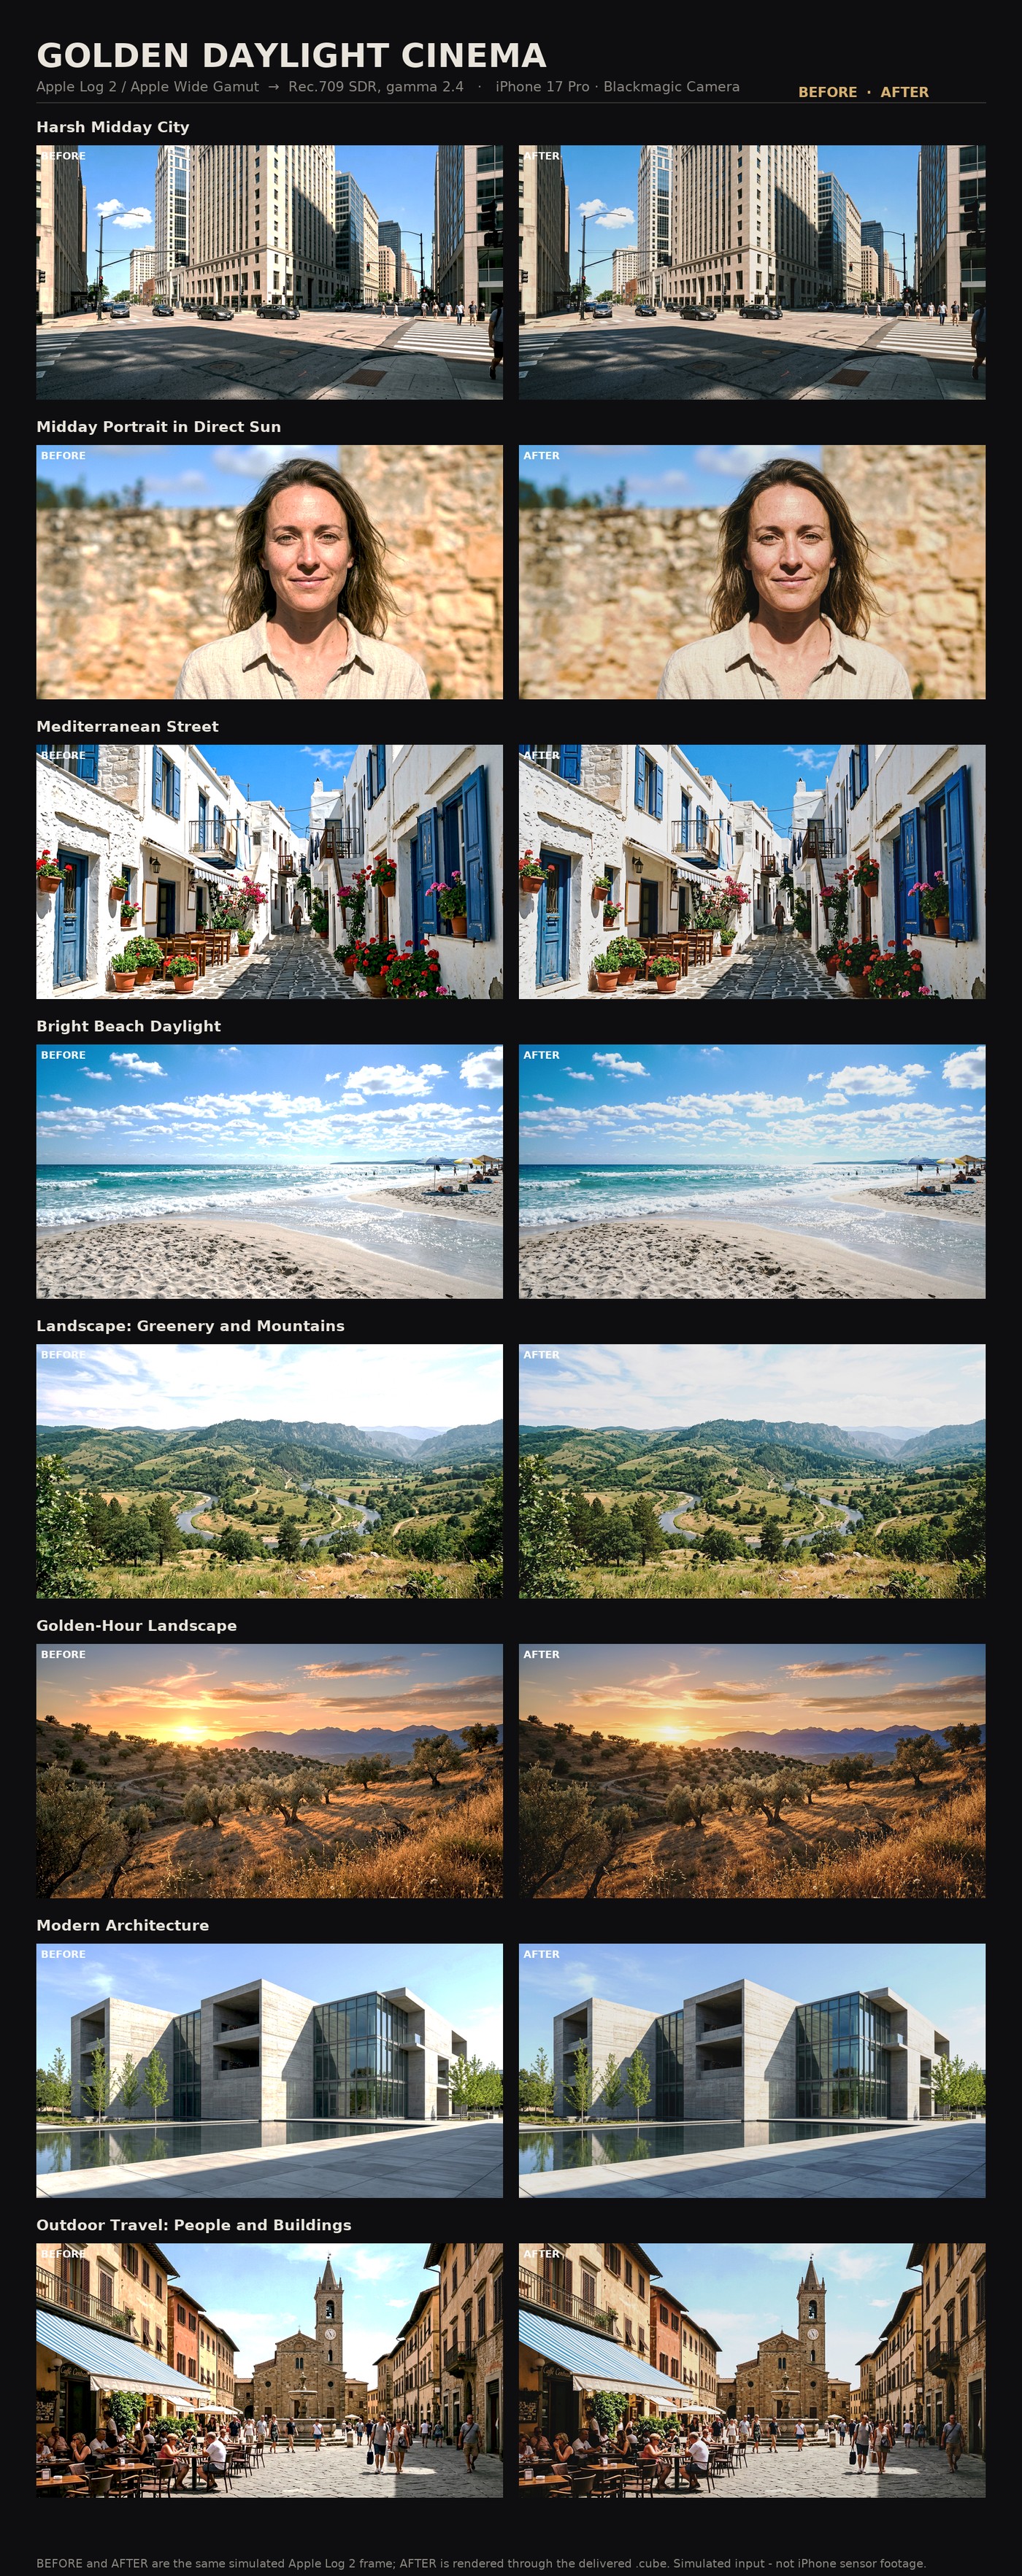 GOLDEN DAYLIGHT CINEMA
Apple Log 2 / Apple Wide Gamut → Rec.709 SDR, gamma 2.4 · iPhone 17 Pro · Blackmagic Camera
BEFORE · AFTER
Harsh Midday City
BEFORE
AFTER
Midday Portrait in Direct Sun
BEFORE
AFTER
Mediterranean Street
BEFORE
AFTER
Bright Beach Daylight
BEFORE
AFTER
Landscape: Greenery and Mountains
BEFORE
AFTER
Golden-Hour Landscape
BEFORE
AFTER
Modern Architecture
BEFORE
AFTER
Outdoor Travel: People and Buildings
BEFORE
AFTER
BEFORE and AFTER are the same simulated Apple Log 2 frame; AFTER is rendered through the delivered .cube. Simulated input - not iPhone sensor footage.